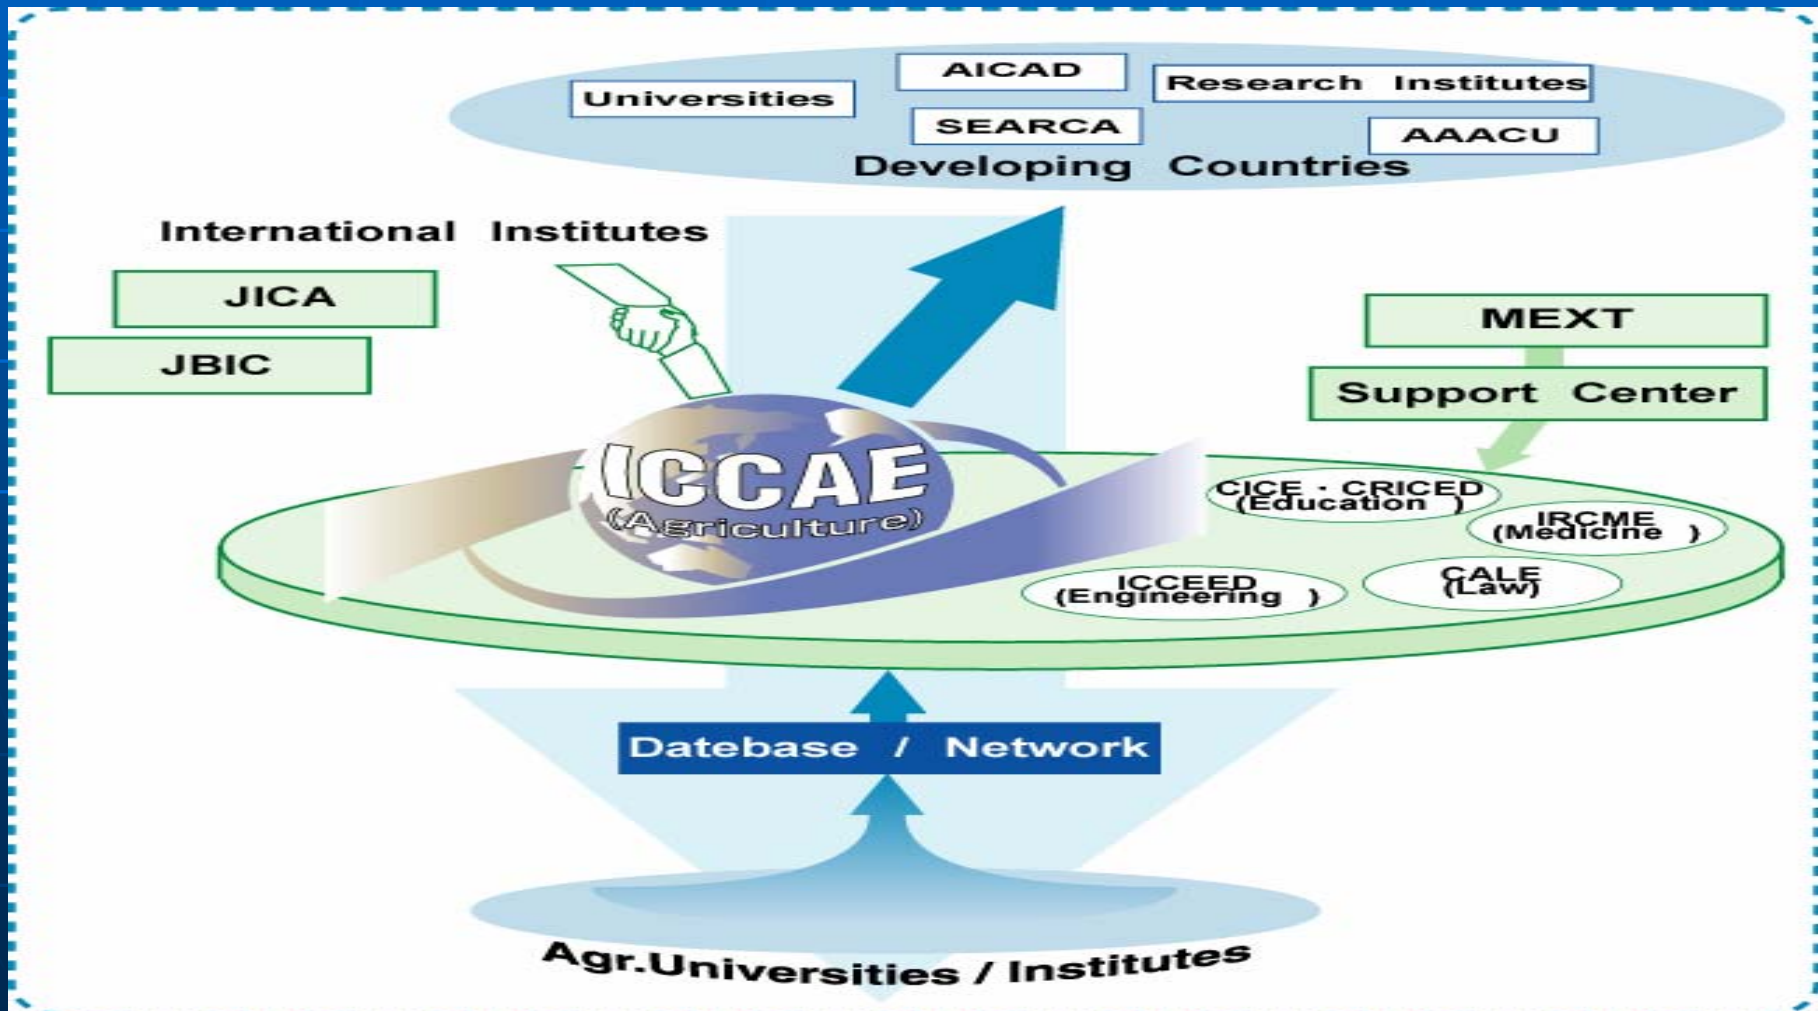 AICAD
Universities
Research Institutes
SEARCA
AAACU
Developing Countries
International Institutes
JICA
JBIC
MEXT
Support Center
ICCAE
(Agriculture)
CICE · CRICED
(Education )
IRCME
(Medicine )
ICCEED
(Engineering )
CALE
(Law)
Datebase / Network
Agr.Universities / Institutes